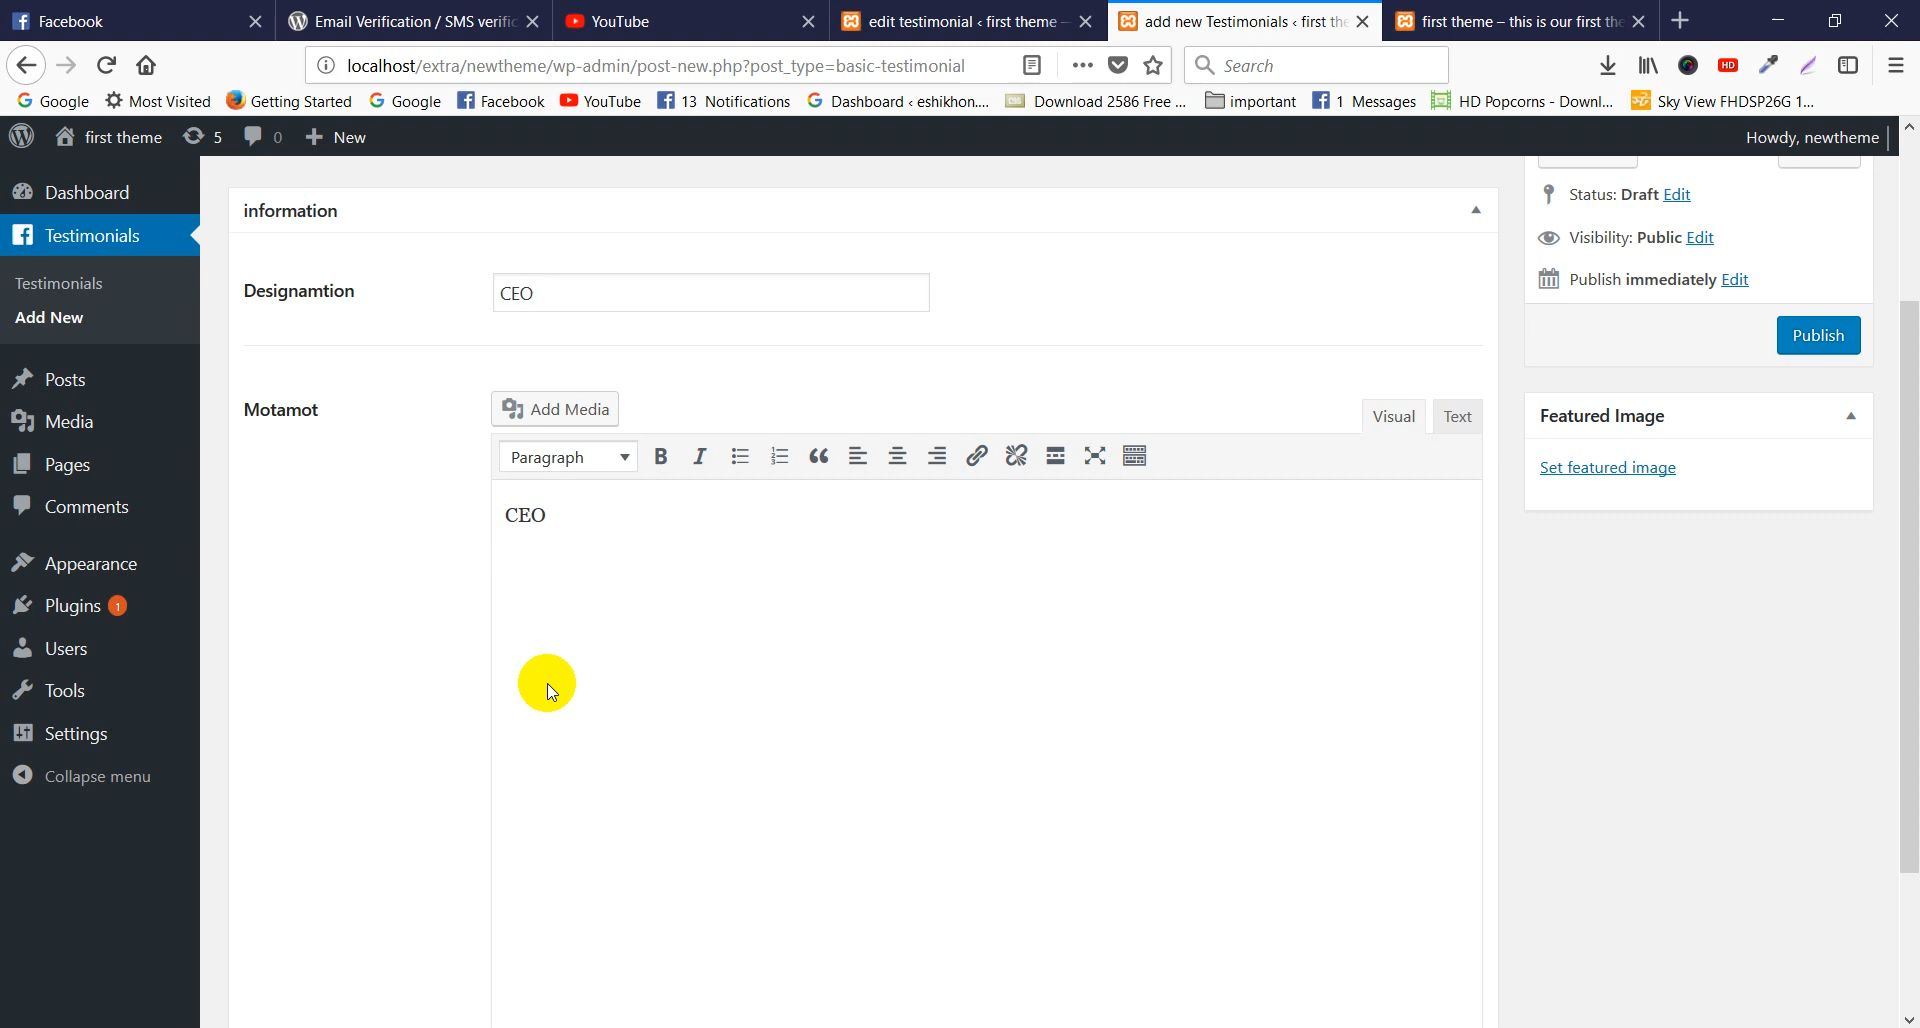 Facebook
Email Verification / SMS verific
YouTube
edit testimonial ‹ first theme –
add new Testimonials ‹ first the
first theme – this is our first the
localhost/extra/newtheme/wp-admin/post-new.php?post_type=basic-testimonial
Search
HD
Google
Most Visited
Getting Started
Google
Facebook
YouTube
13 Notifications
Dashboard ‹ eshikhon....
Download 2586 Free ...
important
1 Messages
HD Popcorns - Downl...
Sky View FHDSP26G 1...
first theme
5
0
New
Howdy, newtheme
Dashboard
Testimonials
Testimonials
Add New
Posts
Media
Pages
Comments
Appearance
Plugins 1
Users
Tools
Settings
Collapse menu
information
Designamtion
CEO
Motamot
Add Media
Visual
Text
Paragraph
CEO
Status: Draft Edit
Visibility: Public Edit
Publish immediately Edit
Publish
Featured Image
Set featured image